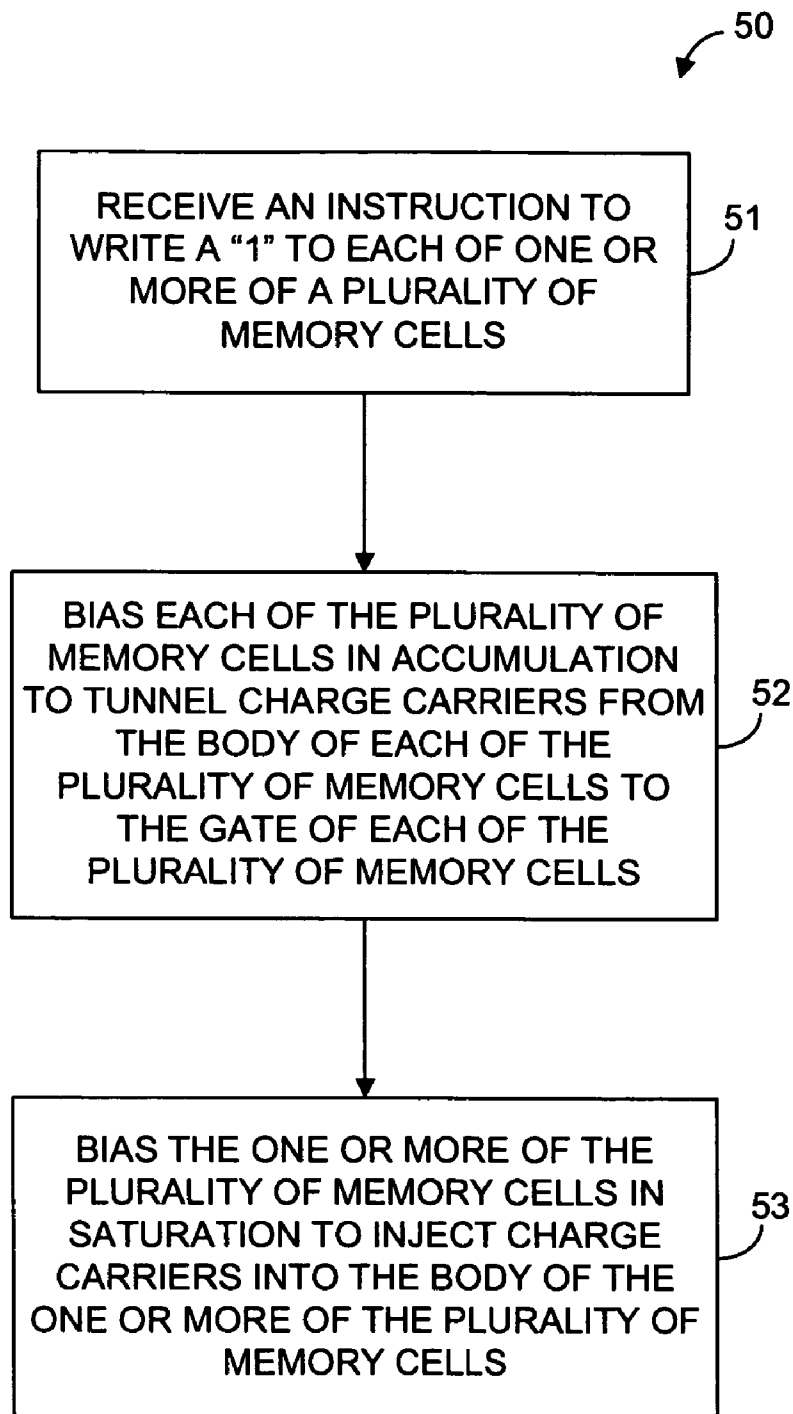 50
RECEIVE AN INSTRUCTION TO
WRITE A “1” TO EACH OF ONE OR
MORE OF A PLURALITY OF
MEMORY CELLS
51
BIAS EACH OF THE PLURALITY OF
MEMORY CELLS IN ACCUMULATION
TO TUNNEL CHARGE CARRIERS FROM
THE BODY OF EACH OF THE
PLURALITY OF MEMORY CELLS TO
THE GATE OF EACH OF THE
PLURALITY OF MEMORY CELLS
52
BIAS THE ONE OR MORE OF THE
PLURALITY OF MEMORY CELLS IN
SATURATION TO INJECT CHARGE
CARRIERS INTO THE BODY OF THE
ONE OR MORE OF THE PLURALITY OF
MEMORY CELLS
53